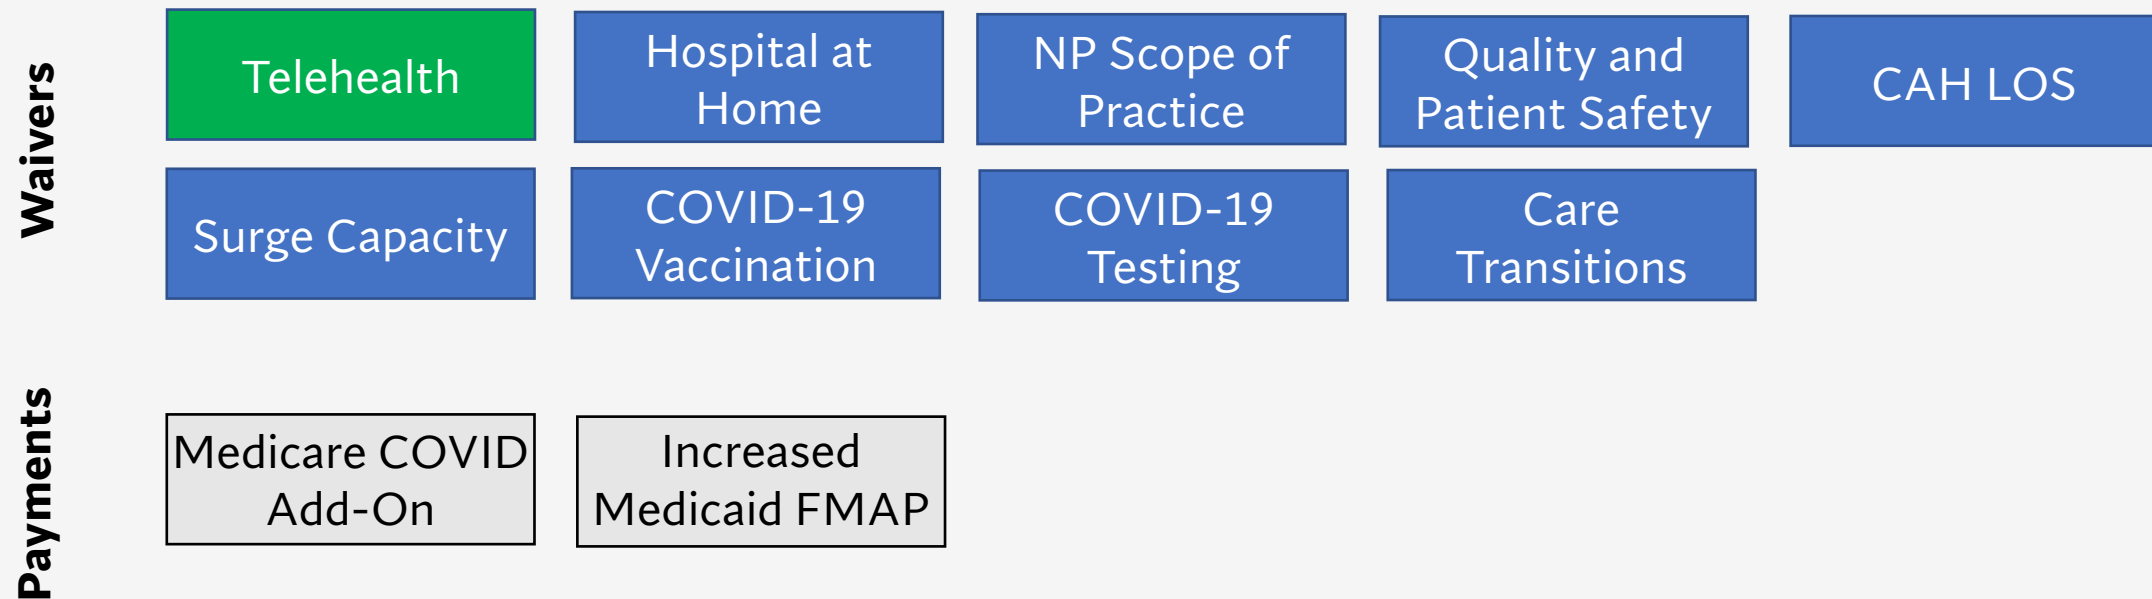 Waivers
Telehealth
Hospital at
Home
NP Scope of
Practice
Quality and
Patient Safety
CAH LOS
Surge Capacity
COVID-19
Vaccination
COVID-19
Testing
Care
Transitions
Payments
Medicare COVID
Add-On
Increased
Medicaid FMAP